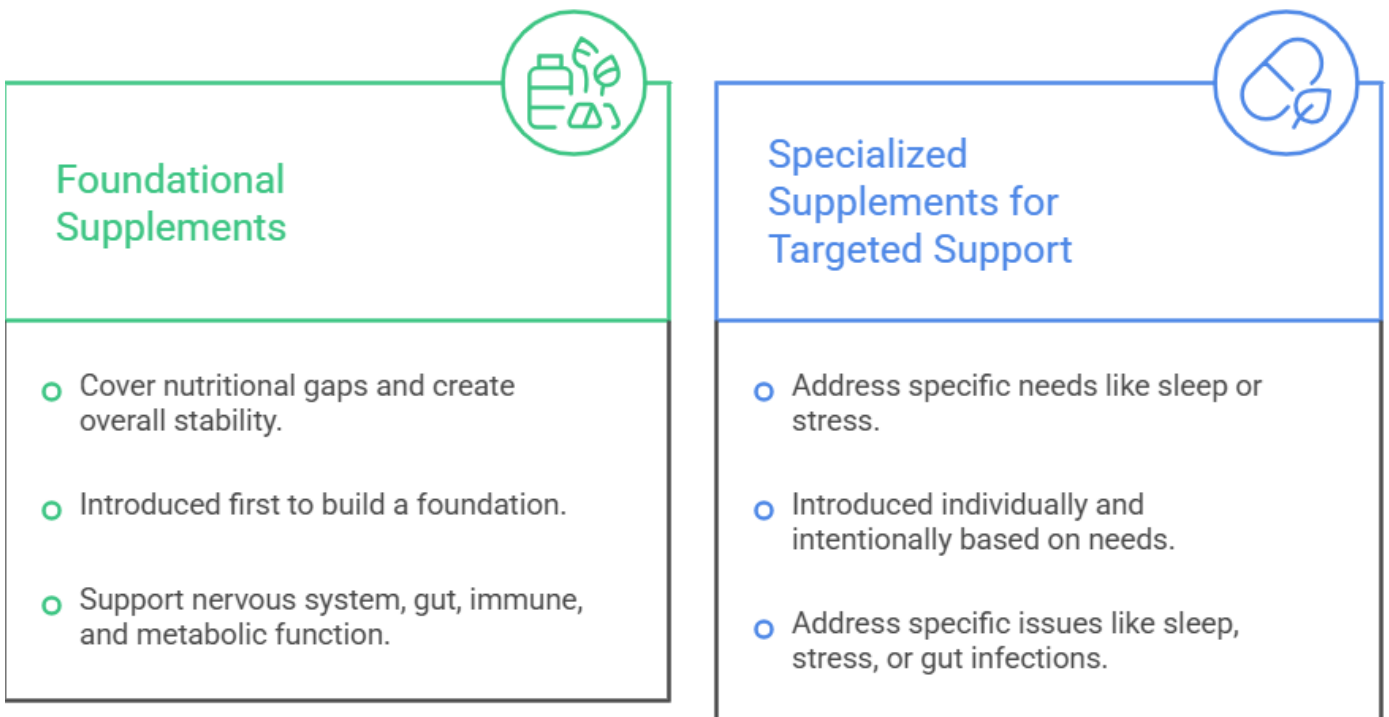 Foundational
Supplements
Cover nutritional gaps and create
overall stability.
Introduced first to build a foundation.
Support nervous system, gut, immune,
and metabolic function.
Specialized
Supplements for
Targeted Support
Address specific needs like sleep or
stress.
Introduced individually and
intentionally based on needs.
Address specific issues like sleep,
stress, or gut infections.